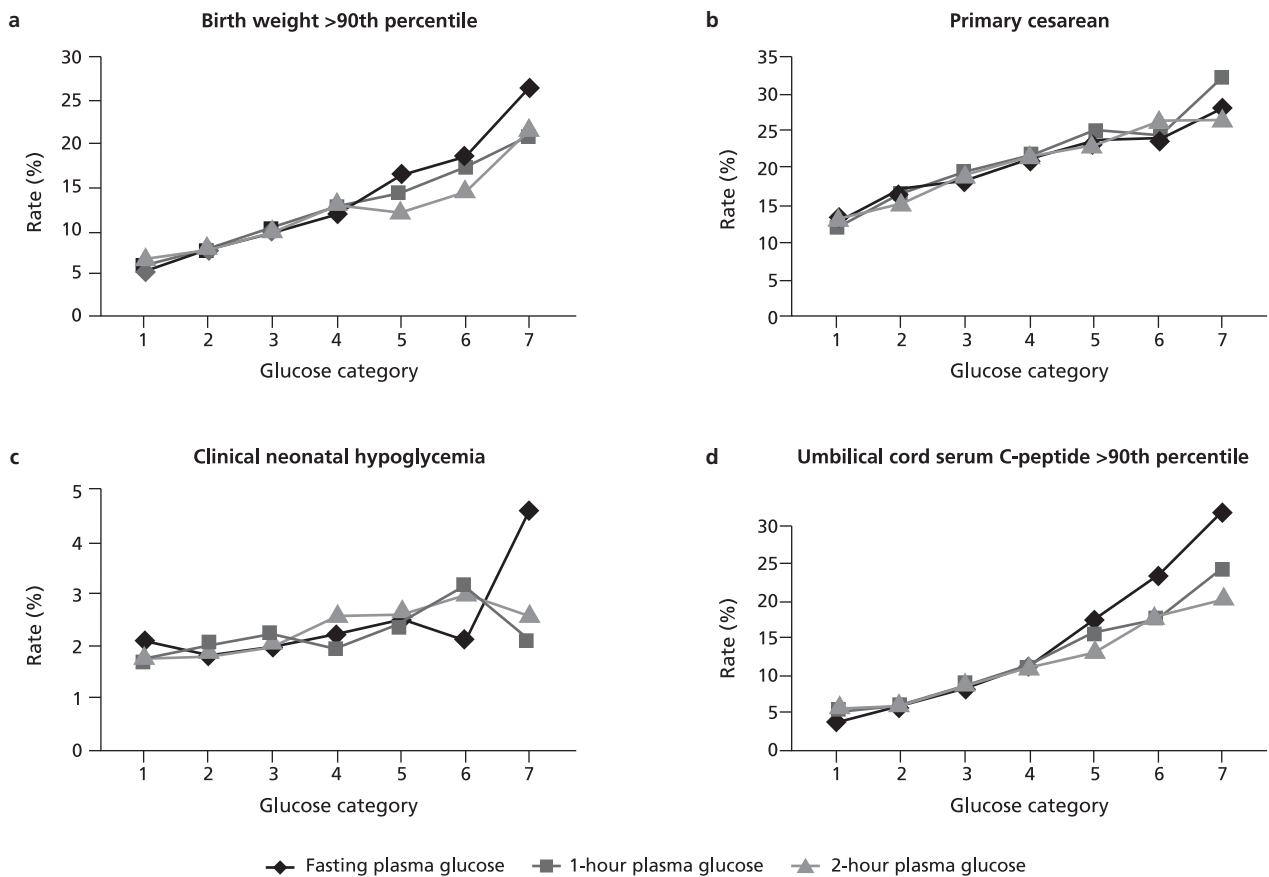 a
Birth weight >90th percentile
30
25
20
15
10
5
0
Rate (%)
1 2 3 4 5 6 7
Glucose category
b
Primary cesarean
35
30
25
20
15
10
5
0
Rate (%)
1 2 3 4 5 6 7
Glucose category
c
Clinical neonatal hypoglycemia
5
4
3
2
1
0
Rate (%)
1 2 3 4 5 6 7
Glucose category
d
Umbilical cord serum C-peptide >90th percentile
30
25
20
15
10
5
0
Rate (%)
1 2 3 4 5 6 7
Glucose category
Fasting plasma glucose 1-hour plasma glucose 2-hour plasma glucose